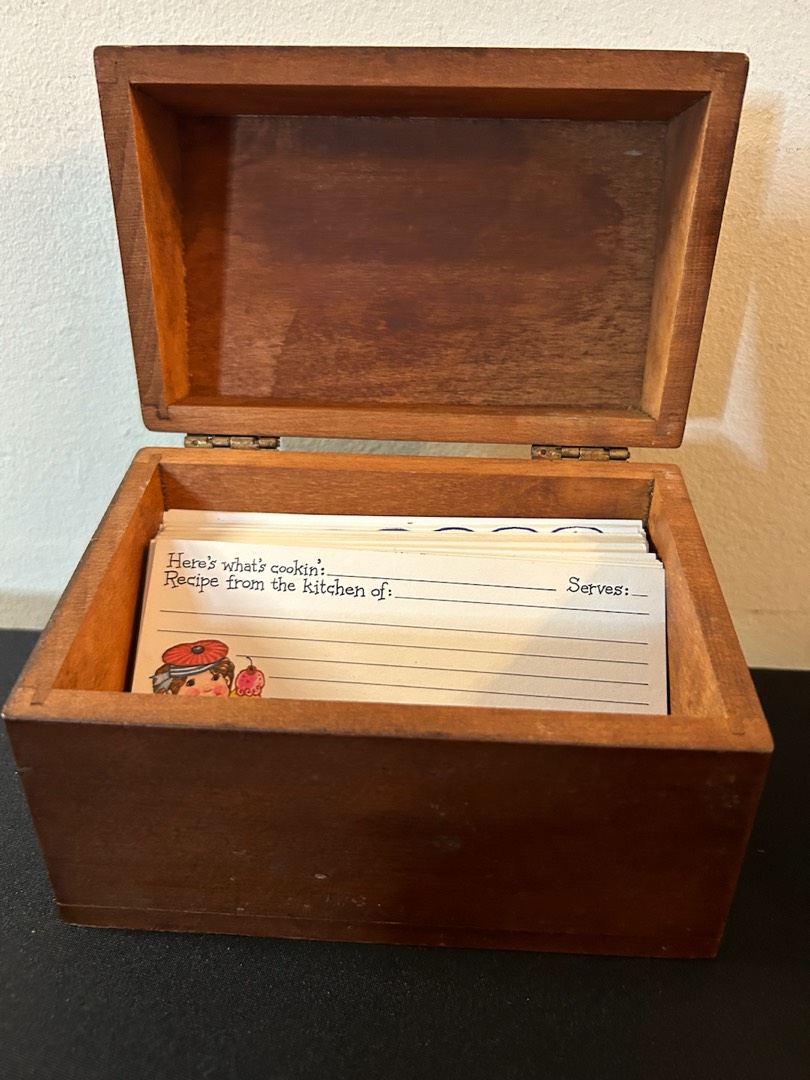 Here's what's cookin': Serves:
Recipe from the kitchen of: